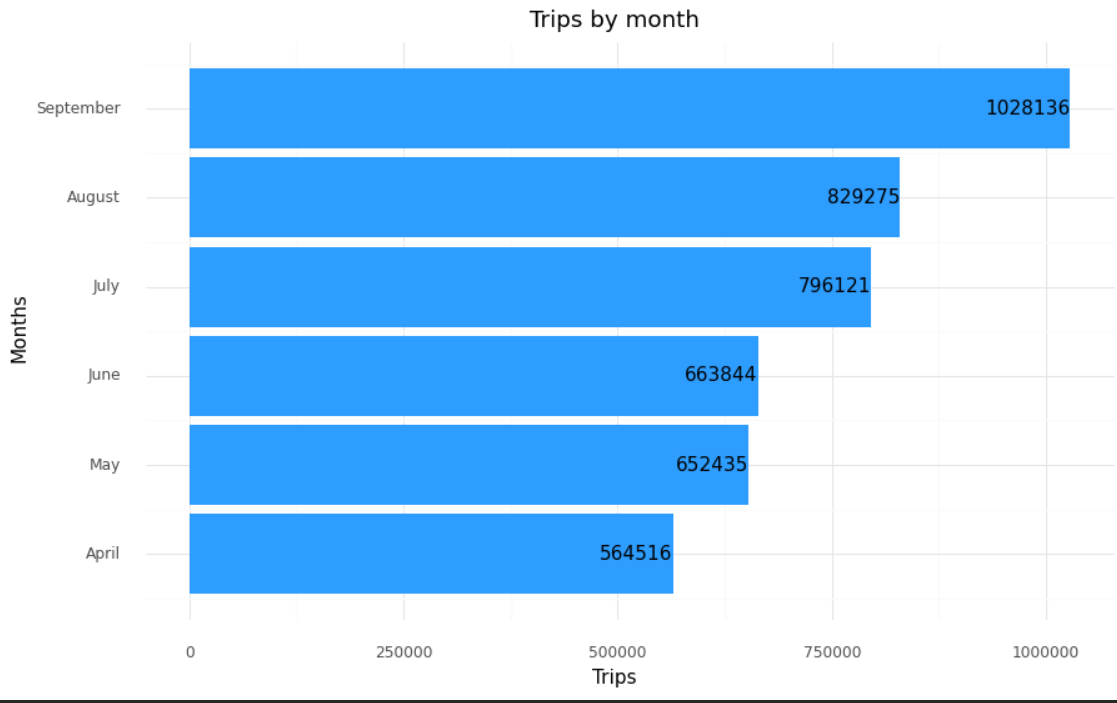 Trips by month
September 1028136
August 829275
July 796121
Months
June 663844
May 652435
April 564516
0 250000 500000 750000 1000000
Trips